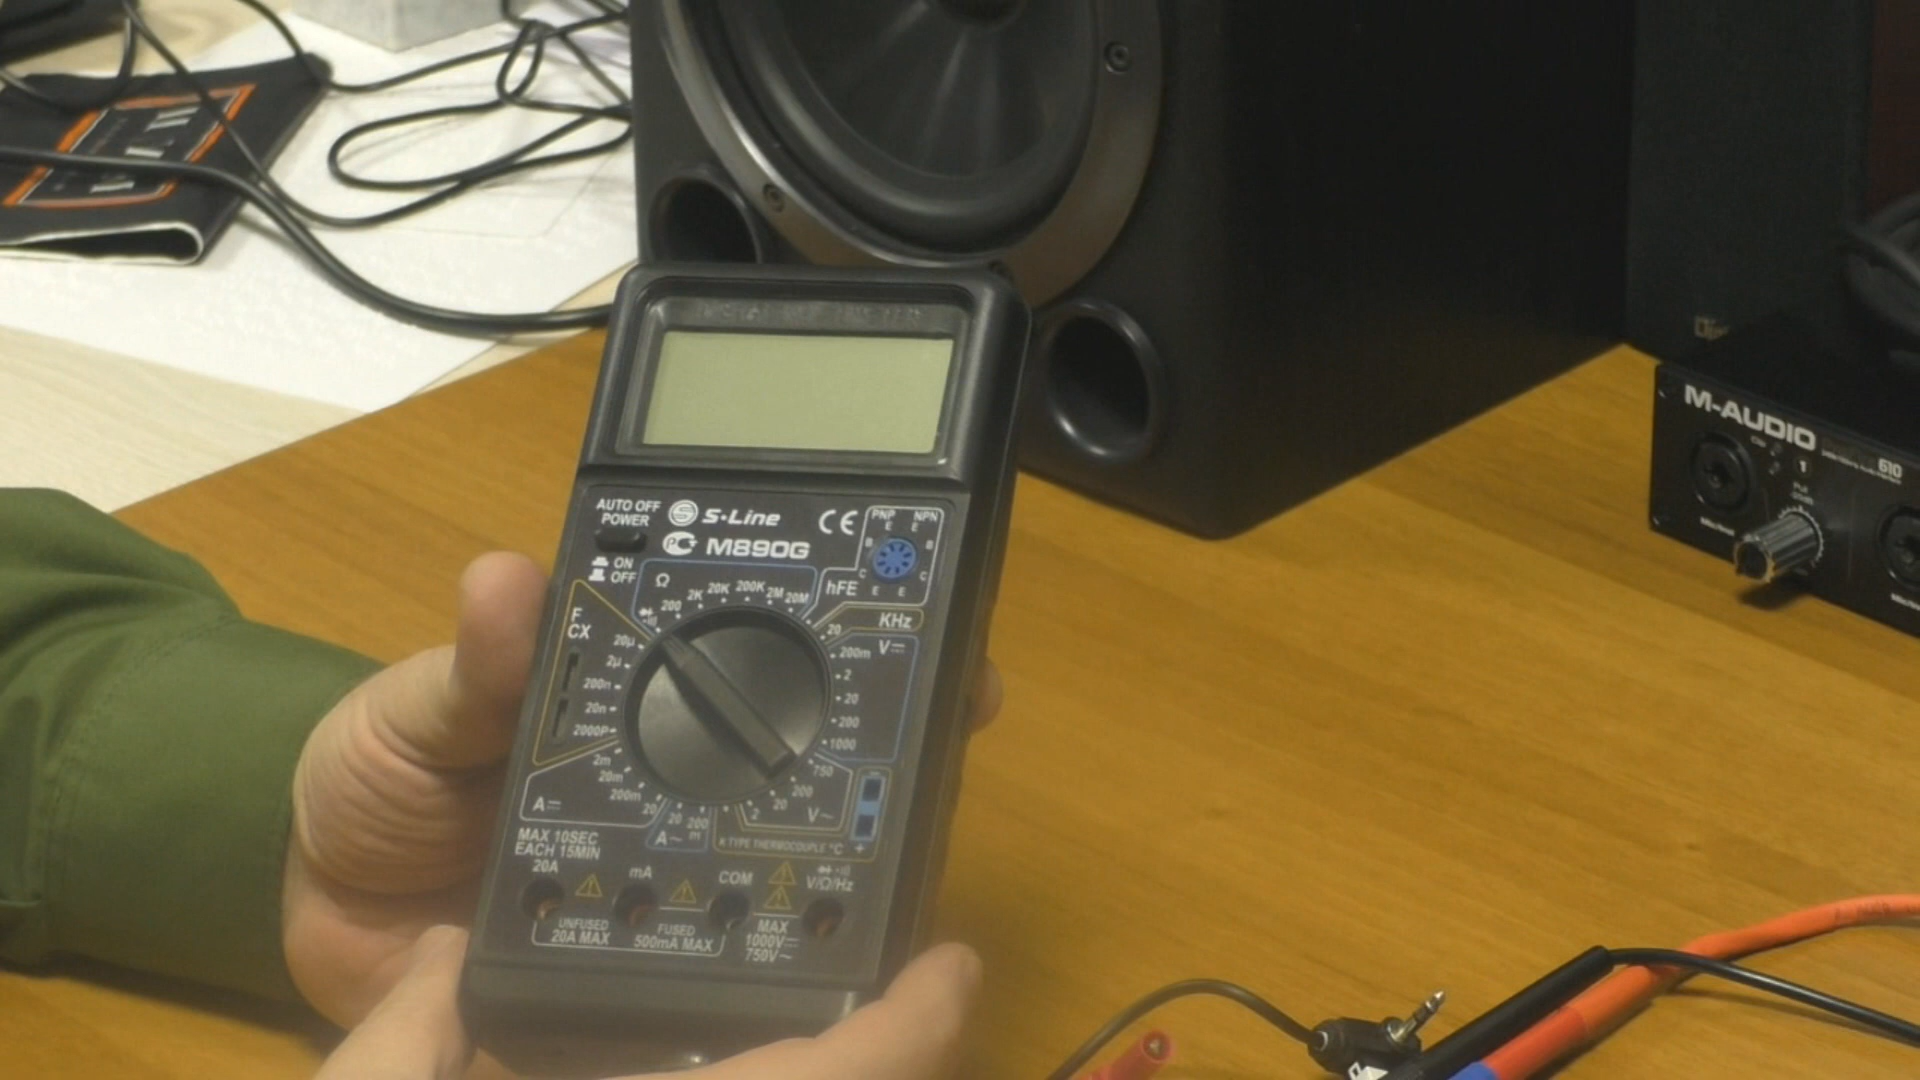 AUTO OFF
POWER
S-Line
M890G
CE
ON
OFF
PNP
NPN
E
E
B
B
C
C
E
E
hFE
Ω
200
2K
20K
200K
2M
20M
20
KHz
F
CX
20µ
2µ
200n
20n
2000P
200m
V
2
20
200
1000
2m
20m
200m
20
A
20
200
m
A~
750
200
20
2
V~
K TYPE THERMOCOUPLE °C
+
MAX 10SEC
EACH 15MIN
20A
mA
COM
V/Ω/Hz
UNFUSED
20A MAX
FUSED
500mA MAX
MAX
1000V
750V~
M-AUDIO
610
1